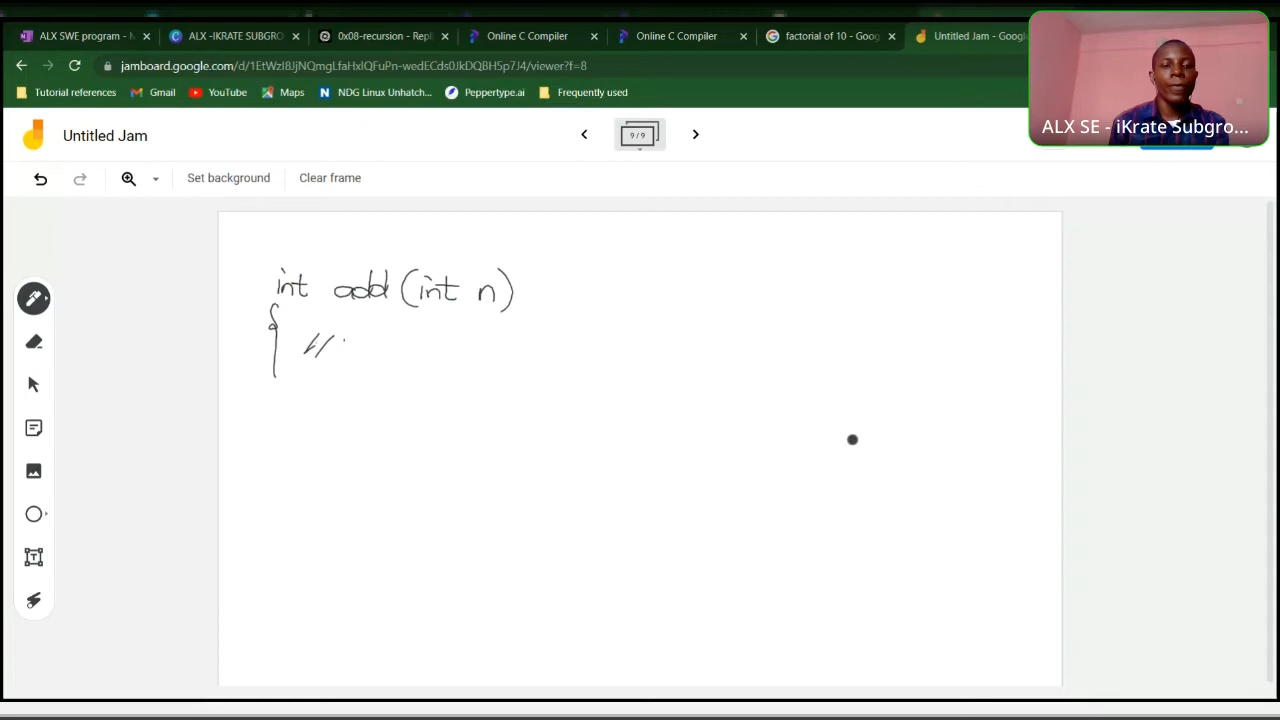 ALX SWE program - M
ALX -IKRATE SUBGRO
0x08-recursion - Repl
Online C Compiler
Online C Compiler
factorial of 10 - Goog
Untitled Jam - Google
jamboard.google.com/d/1EtWzI8JjNQmgLfaHxlQFuPn-wedECds0JkDQBH5p7J4/viewer?f=8
Tutorial references
Gmail
YouTube
Maps
NDG Linux Unhatch...
Peppertype.ai
Frequently used
ALX SE - iKrate Subgro...
Untitled Jam
9 / 9
Set background
Clear frame
int add (int n)
{ //